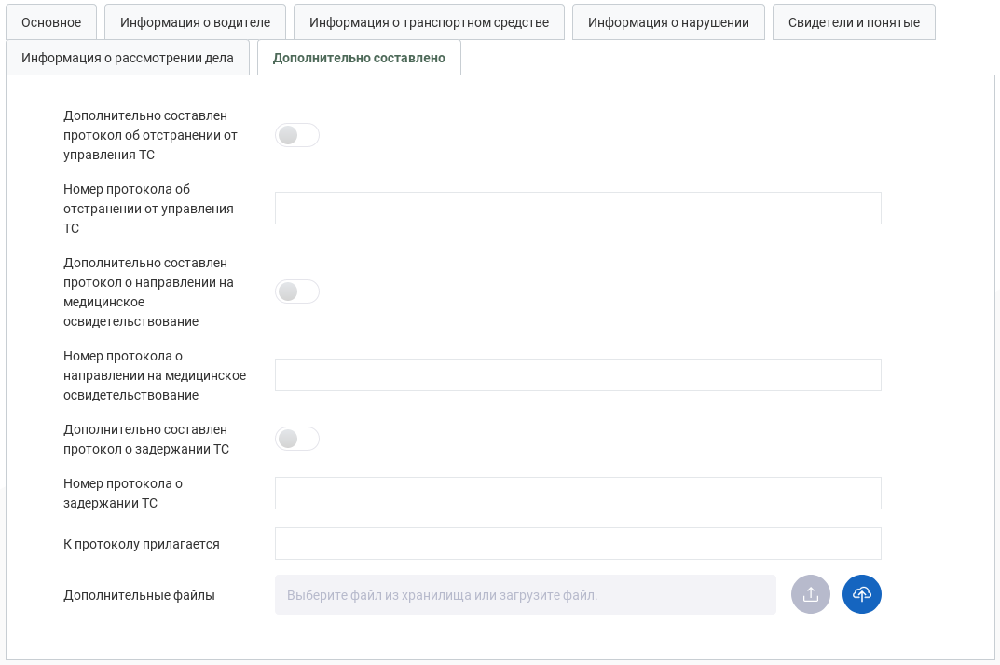 Основное
Информация о водителе
Информация о транспортном средстве
Информация о нарушении
Свидетели и понятые
Информация о рассмотрении дела
Дополнительно составлено
Дополнительно составлен
протокол об отстранении от
управления ТС
Номер протокола об
отстранении от управления
ТС
Дополнительно составлен
протокол о направлении на
медицинское
освидетельствование
Номер протокола о
направлении на медицинское
освидетельствование
Дополнительно составлен
протокол о задержании ТС
Номер протокола о
задержании ТС
К протоколу прилагается
Дополнительные файлы
Выберите файл из хранилища или загрузите файл.